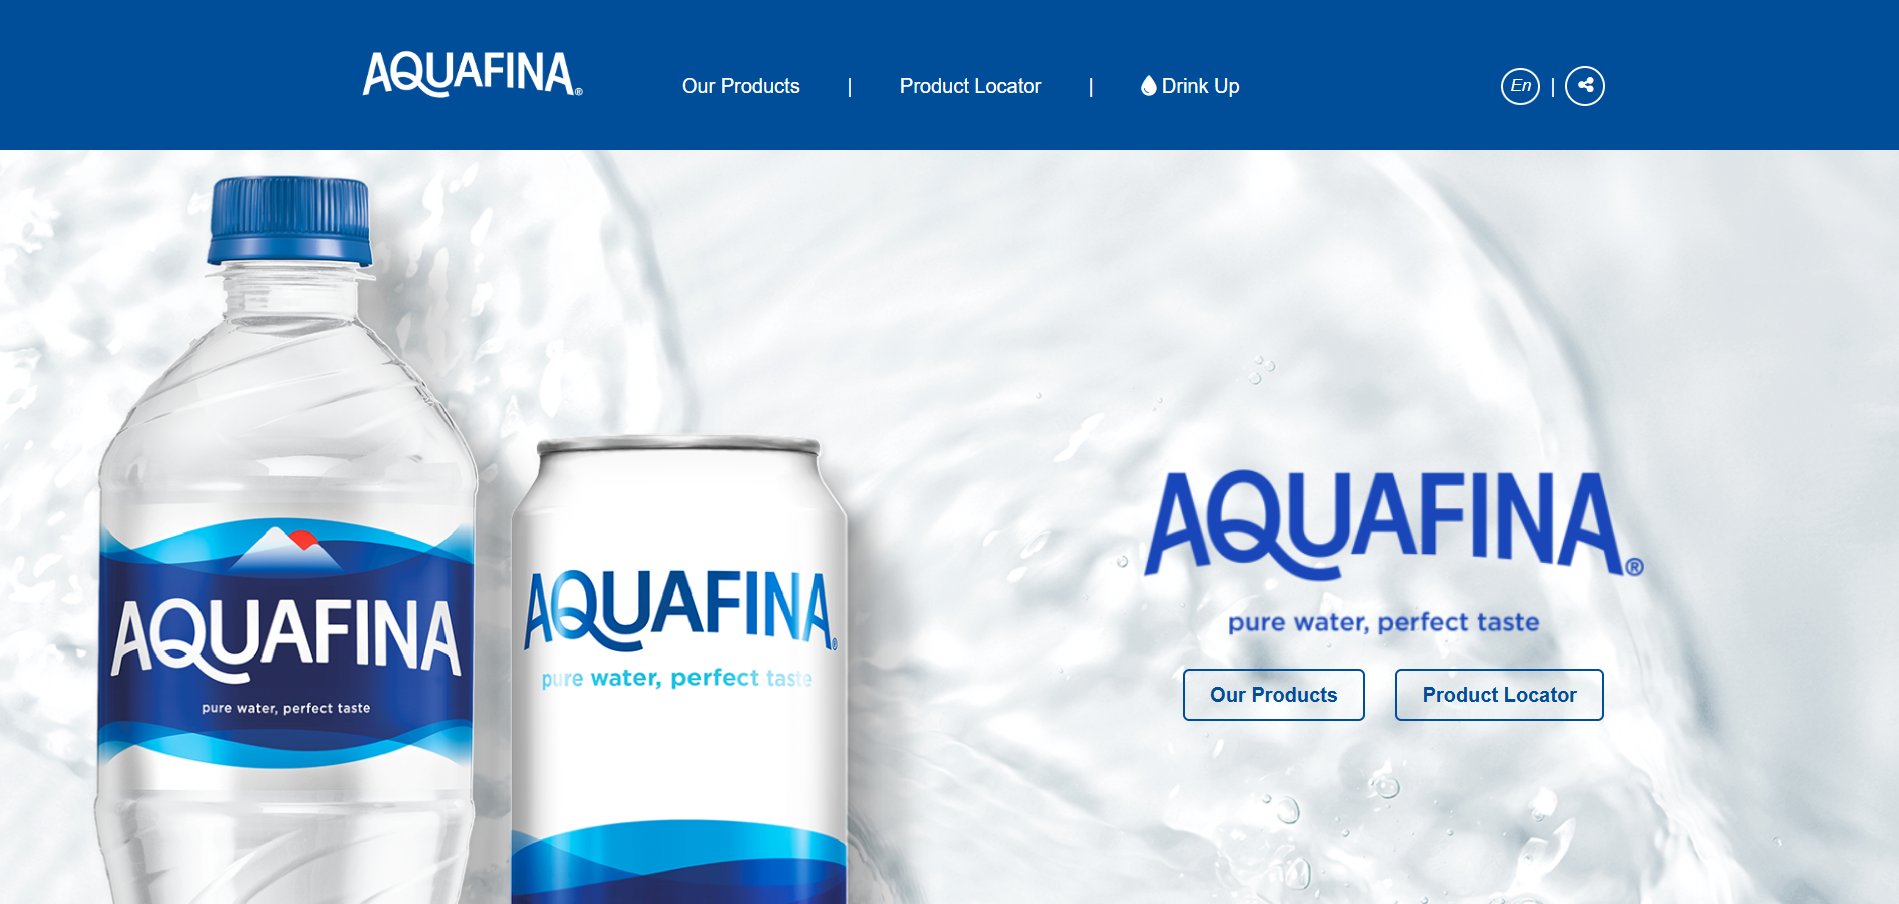 AQUAFINA®
Our Products | Product Locator | Drink Up
En |
AQUAFINA
pure water, perfect taste
AQUAFINA®
pure water, perfect taste
AQUAFINA®
pure water, perfect taste
Our Products
Product Locator